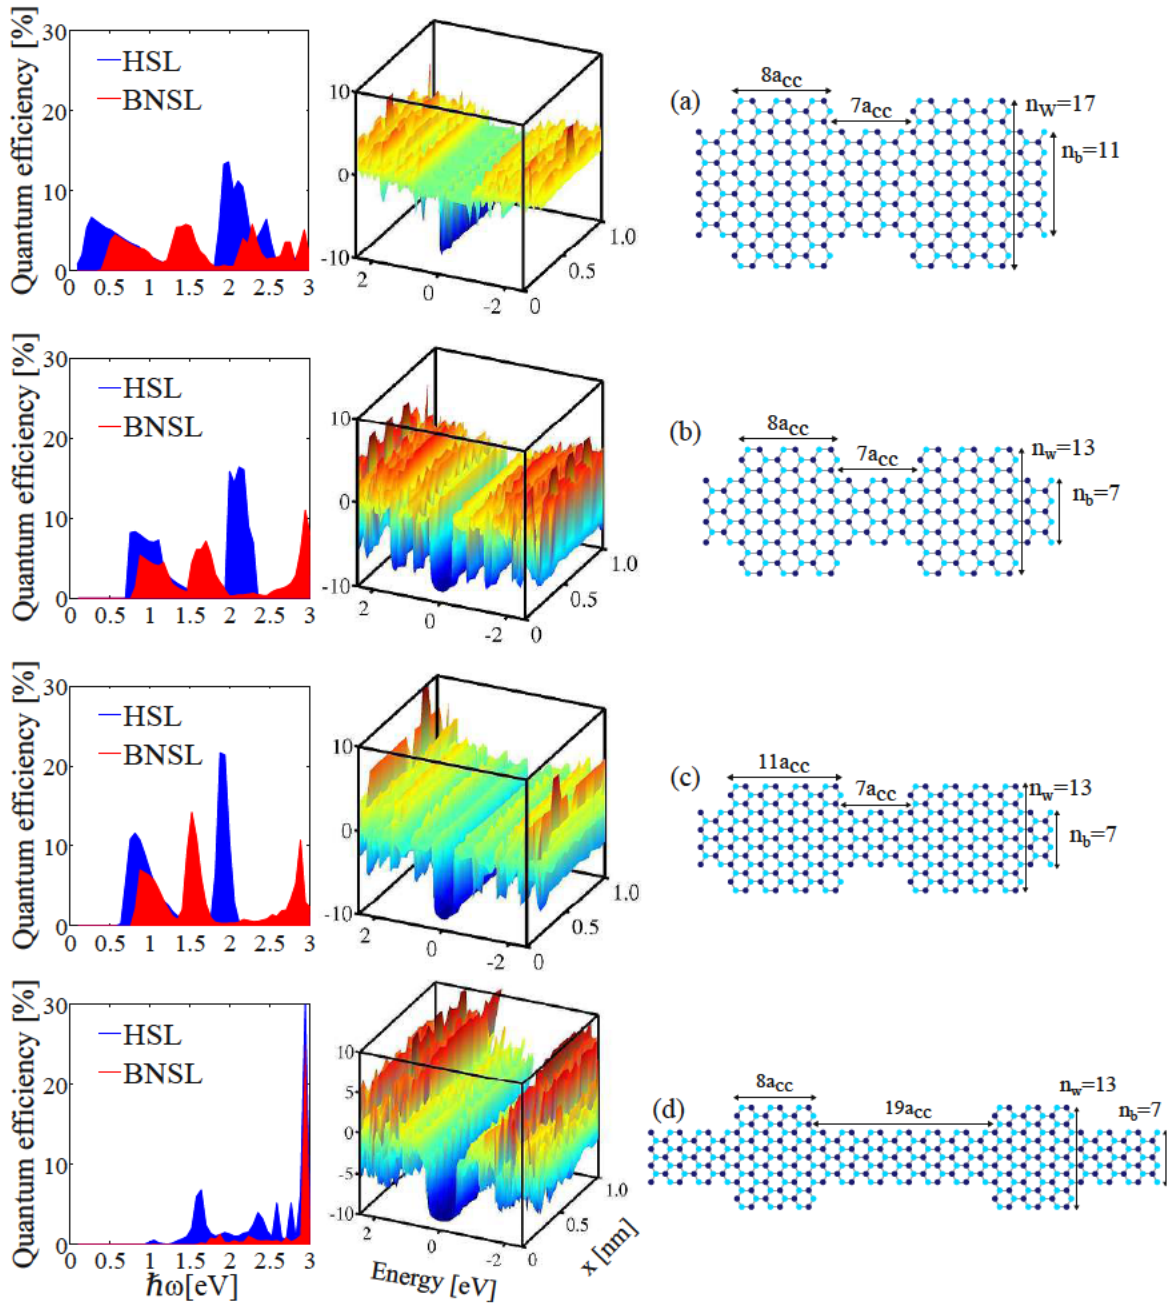 Quantum efficiency [%]
30
20
10
0
HSL
BNSL
0 0.5 1 1.5 2 2.5 3
10
0
-10
2 0 -2
0 0.5 1.0
(a)
8acc
7acc
nW=17
nb=11
Quantum efficiency [%]
30
20
10
0
HSL
BNSL
0 0.5 1 1.5 2 2.5 3
10
0
-10
2 0 -2
0 0.5 1.0
(b)
8acc
7acc
nw=13
nb=7
Quantum efficiency [%]
30
20
10
0
HSL
BNSL
0 0.5 1 1.5 2 2.5 3
10
0
-10
2 0 -2
0 0.5 1.0
(c)
11acc
7acc
nw=13
nb=7
Quantum efficiency [%]
30
20
10
0
HSL
BNSL
0 0.5 1 1.5 2 2.5 3
ħω[eV]
10
5
0
-5
-10
2 0 -2
Energy [eV]
0 0.5 1.0
x [nm]
(d)
8acc
19acc
nw=13
nb=7